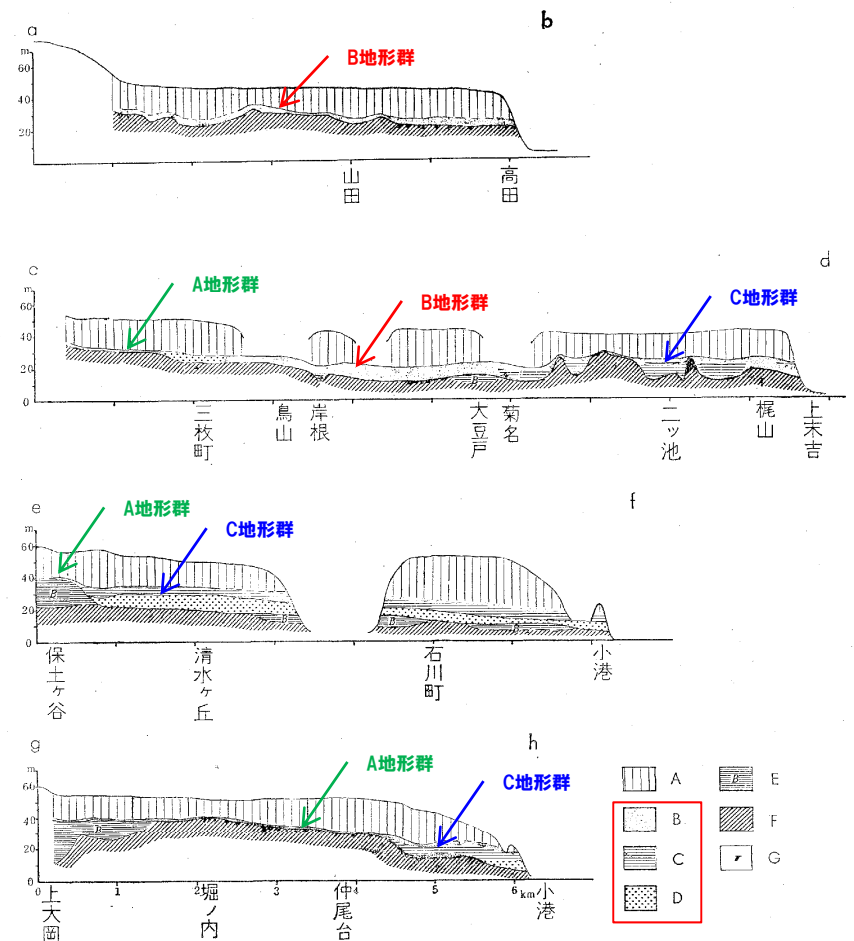 a
b
m
60
40
20
B地形群
山田
高田
c
d
m
60
40
20
0
A地形群
B地形群
C地形群
B
三枚町
鳥山
岸根
大豆戸
菊名
二ッ池
梶山
上末吉
e
f
m
60
40
20
0
A地形群
C地形群
B
B
B
B
保土ヶ谷
清水ヶ丘
石川町
小港
g
h
m
60
40
20
0
A地形群
C地形群
B
0 1 2 3 4 5 6 km
上大岡
堀ノ内
仲尾台
小港
A
B
C
D
B E
F
G